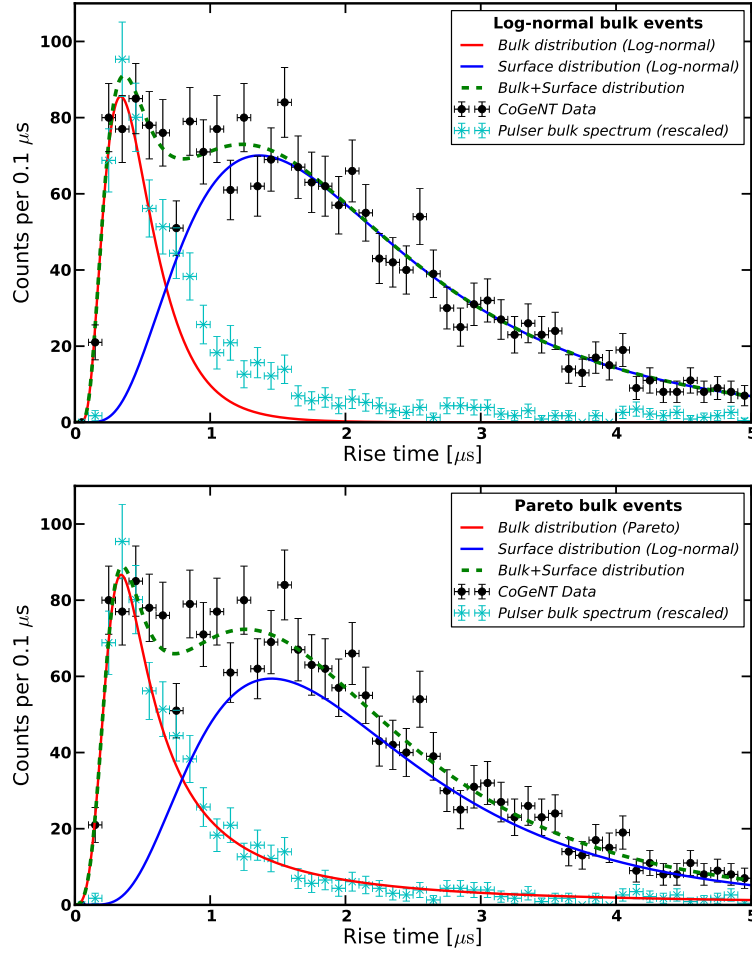 Log-normal bulk events
Bulk distribution (Log-normal)
Surface distribution (Log-normal)
Bulk+Surface distribution
CoGeNT Data
Pulser bulk spectrum (rescaled)
Counts per 0.1 μs
100
80
60
40
20
0
0 1 2 3 4 5
Rise time [μs]
Pareto bulk events
Bulk distribution (Pareto)
Surface distribution (Log-normal)
Bulk+Surface distribution
CoGeNT Data
Pulser bulk spectrum (rescaled)
Counts per 0.1 μs
100
80
60
40
20
0
0 1 2 3 4 5
Rise time [μs]